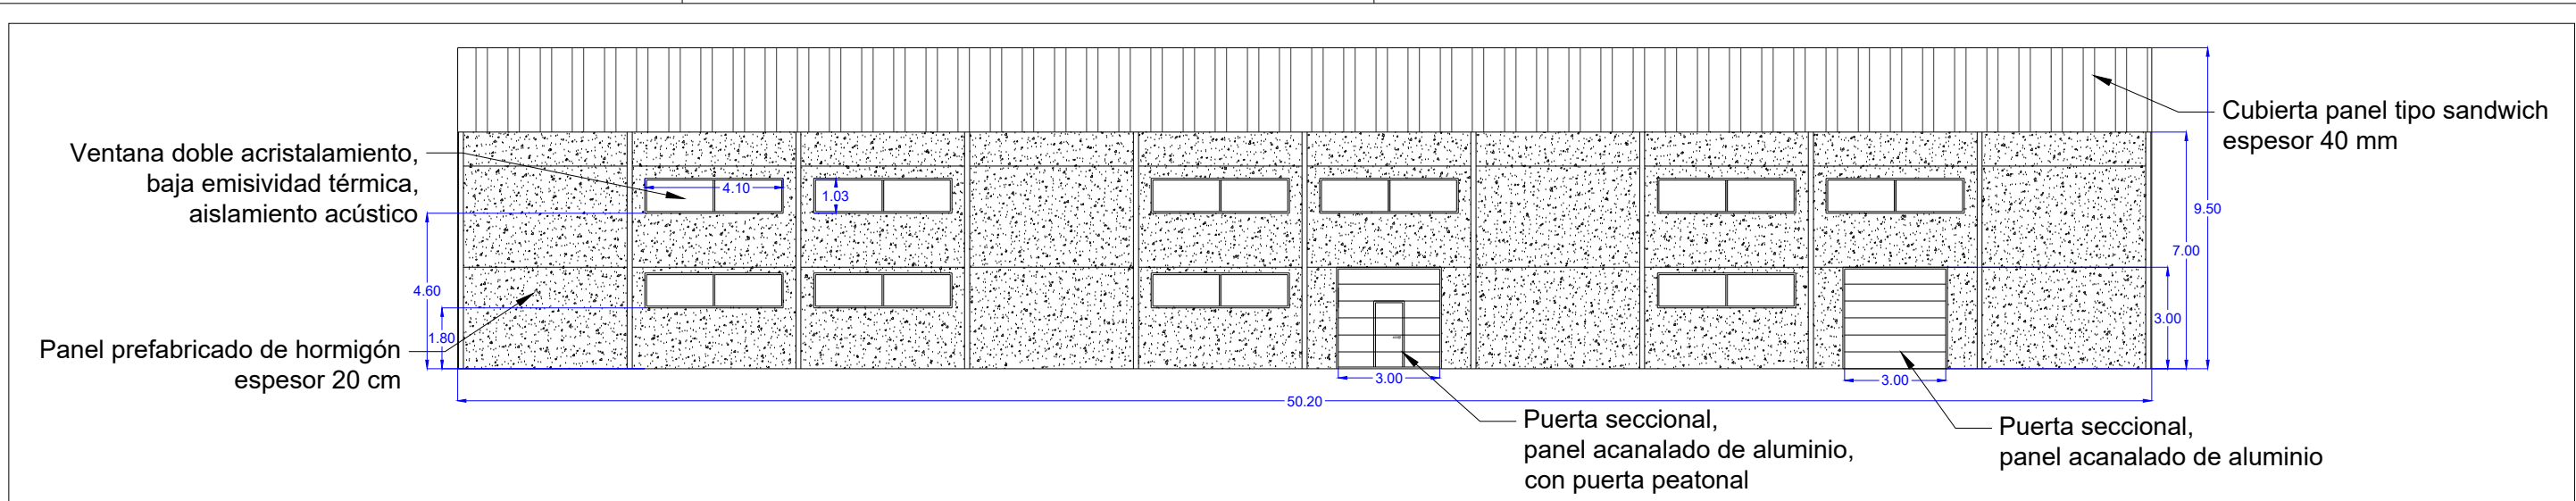 Ventana doble acristalamiento,
baja emisividad térmica,
aislamiento acústico
Panel prefabricado de hormigón
espesor 20 cm
4.60
1.80
4.10
1.03
50.20
3.00
3.00
Puerta seccional,
panel acanalado de aluminio,
con puerta peatonal
Puerta seccional,
panel acanalado de aluminio
3.00
7.00
9.50
Cubierta panel tipo sandwich
espesor 40 mm